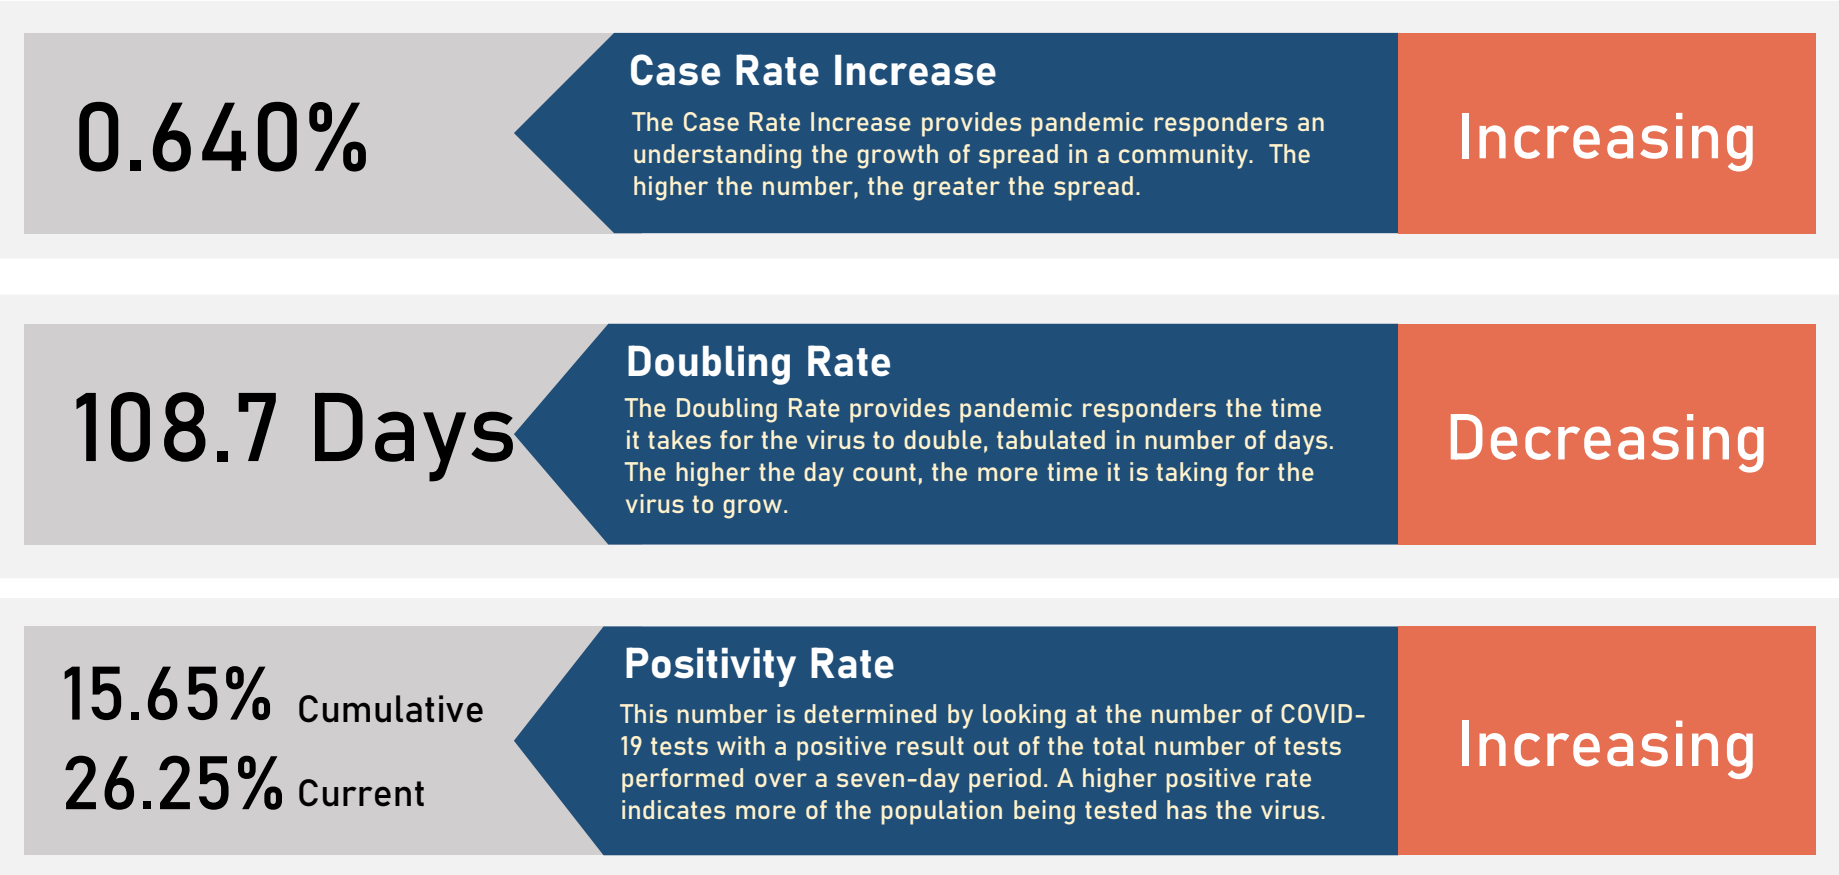 0.640%
Case Rate Increase
The Case Rate Increase provides pandemic responders an
understanding the growth of spread in a community.  The
higher the number, the greater the spread.
Increasing
108.7 Days
Doubling Rate
The Doubling Rate provides pandemic responders the time
it takes for the virus to double, tabulated in number of days.
The higher the day count, the more time it is taking for the
virus to grow.
Decreasing
15.65% Cumulative
26.25% Current
Positivity Rate
This number is determined by looking at the number of COVID-
19 tests with a positive result out of the total number of tests
performed over a seven-day period. A higher positive rate
indicates more of the population being tested has the virus.
Increasing